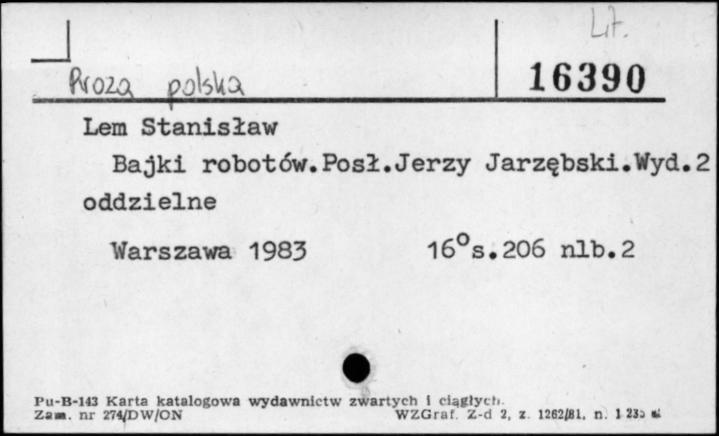 Lit.
Proza polska
16390
Lem Stanisław
Bajki robotów.Posł.Jerzy Jarzębski.Wyd.2
oddzielne
Warszawa 1983 16°s.206 nlb.2
Pu-B-143 Karta katalogowa wydawnictw zwartych i ciągłych.
Zam. nr 274/DW/ON WZGraf. Z-d 2, z. 1262/81, n.